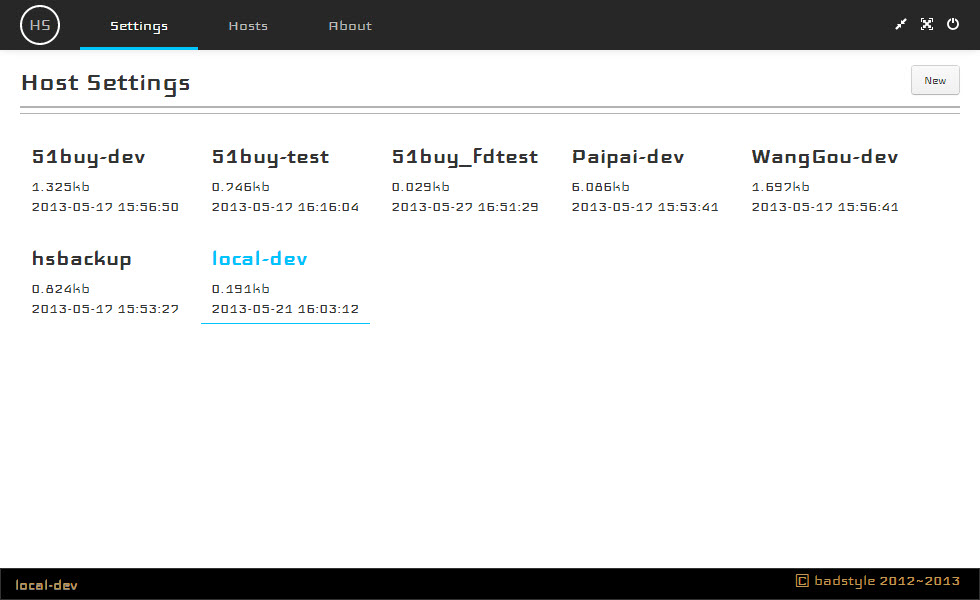 HS
Settings
Hosts
About
Host Settings
New
51buy-dev
1.325kb
2013-05-17 15:56:50
51buy-test
0.746kb
2013-05-17 16:16:04
51buy_fdtest
0.029kb
2013-05-27 16:51:29
Paipai-dev
6.086kb
2013-05-17 15:53:41
WangGou-dev
1.697kb
2013-05-17 15:56:41
hsbackup
0.824kb
2013-05-17 15:53:27
local-dev
0.191kb
2013-05-21 16:03:12
local-dev
© badstyle 2012~2013